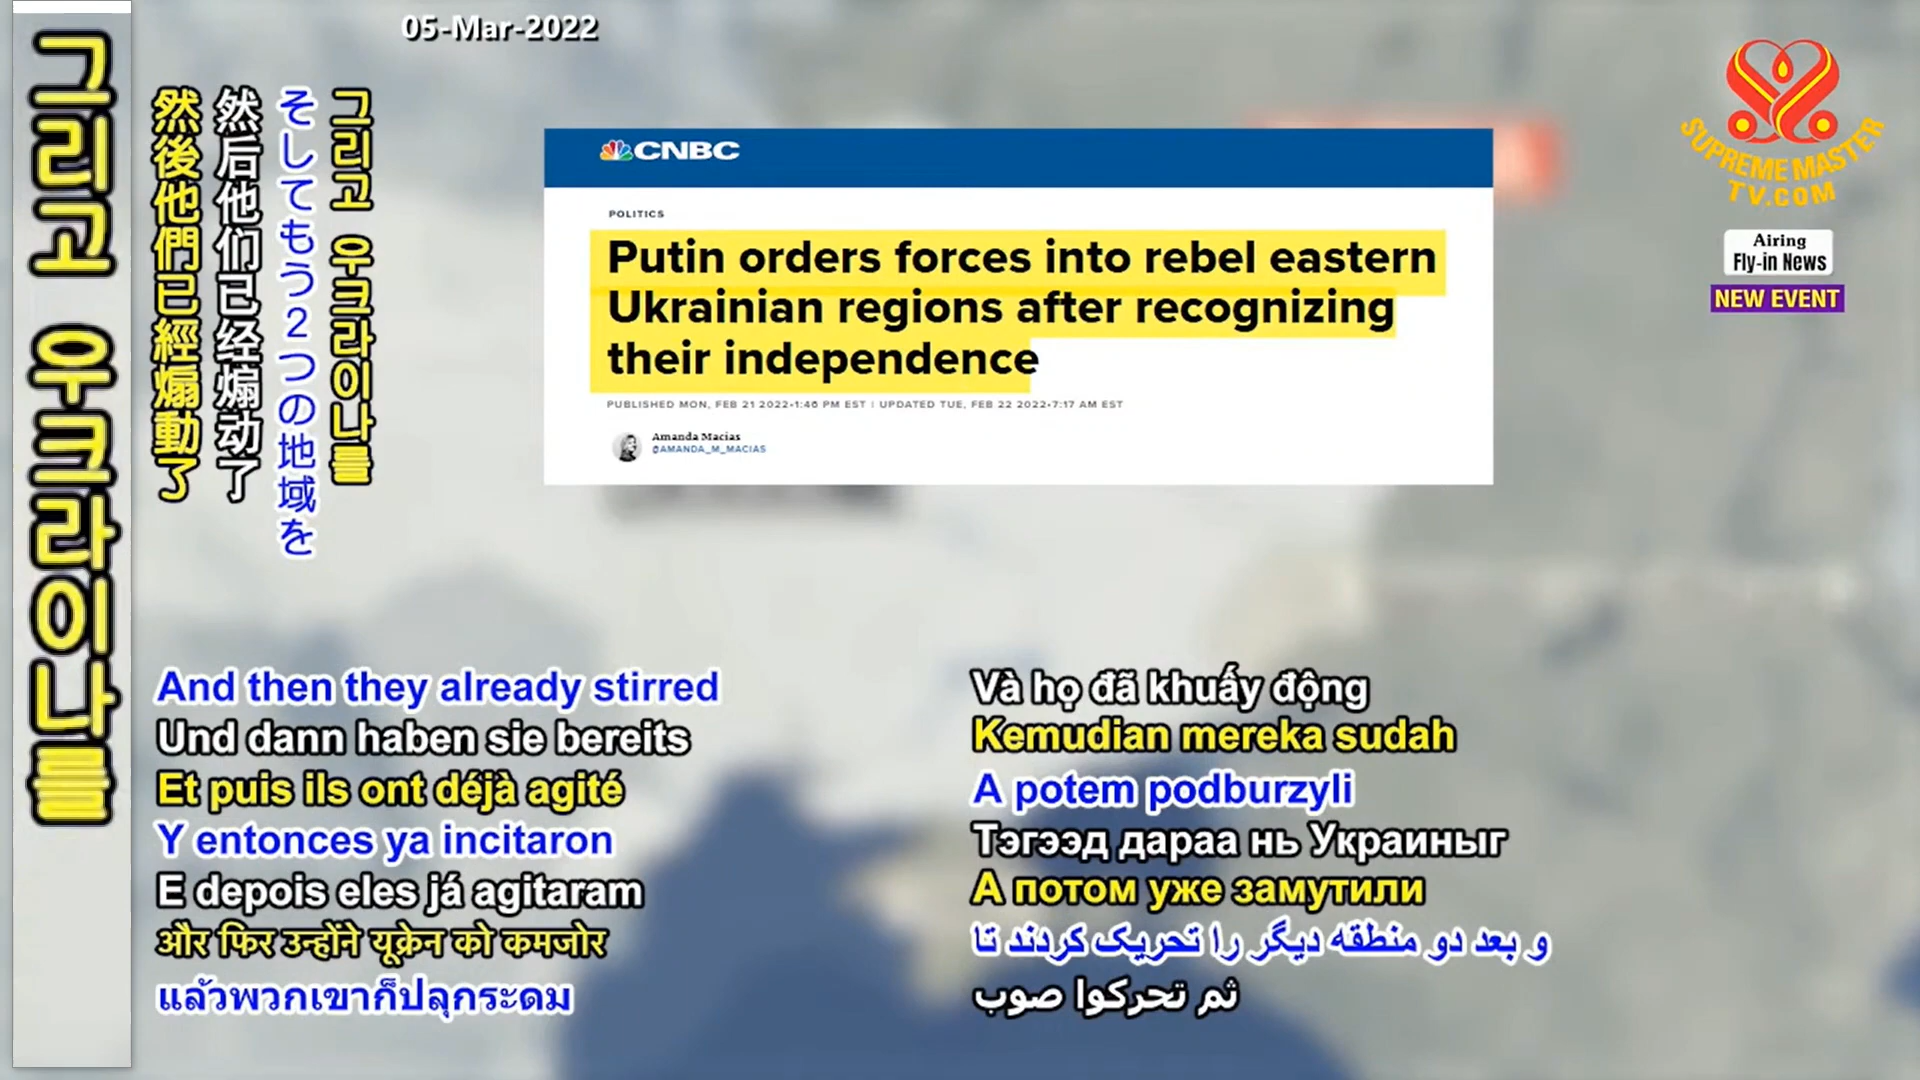 05-Mar-2022
그리고 우크라이나를
然後他們已經煽動了
然后他们已经煽动了
そしてもう2つの地域を
그리고 우크라이나를
CNBC
POLITICS
Putin orders forces into rebel eastern
Ukrainian regions after recognizing
their independence
PUBLISHED MON, FEB 21 2022•1:46 PM EST | UPDATED TUE, FEB 22 2022•7:17 AM EST
Amanda Macias
@AMANDA_M_MACIAS
SUPREME MASTER
TV.COM
Airing
Fly-in News
NEW EVENT
And then they already stirred
Und dann haben sie bereits
Et puis ils ont déjà agité
Y entonces ya incitaron
E depois eles já agitaram
और फिर उन्होंने यूक्रेन को कमजोर
แล้วพวกเขาก็ปลุกระดม
Và họ đã khuấy động
Kemudian mereka sudah
A potem podburzyli
Тэгээд дараа нь Украиныг
А потом уже замутили
و بعد دو منطقه دیگر را تحریک کردند تا
ثم تحركوا صوب